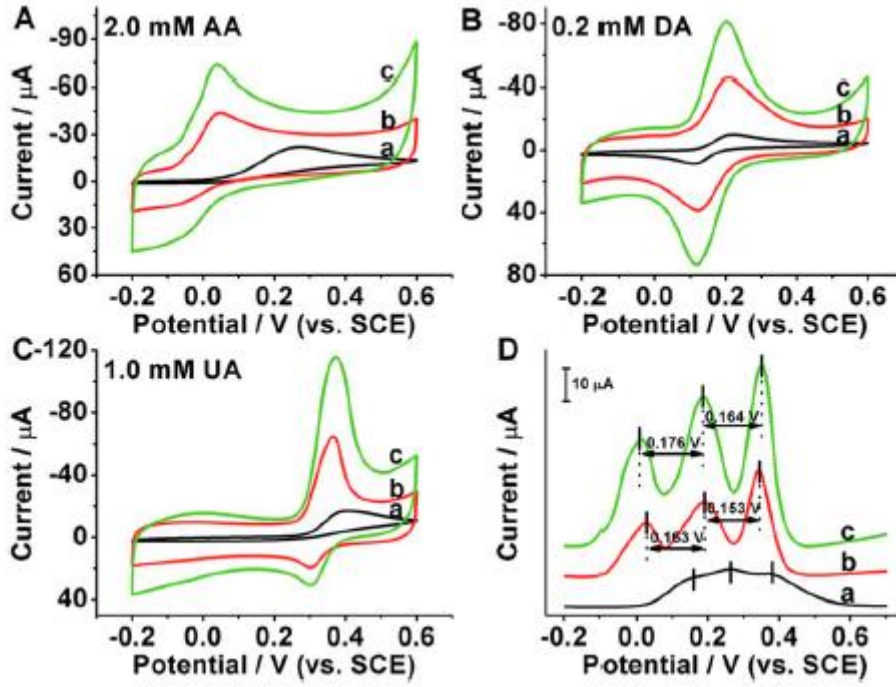 A
2.0 mM AA
-90
-60
-30
0
30
60
c
b
a
-0.2 0.0 0.2 0.4 0.6
Potential / V (vs. SCE)
Current / μA
B
0.2 mM DA
-80
-40
0
40
80
c
b
a
-0.2 0.0 0.2 0.4 0.6
Potential / V (vs. SCE)
Current / μA
C
1.0 mM UA
-120
-80
-40
0
40
c
b
a
-0.2 0.0 0.2 0.4 0.6
Potential / V (vs. SCE)
Current / μA
D
10 μA
0.176 V
0.164 V
0.163 V
0.153 V
c
b
a
-0.2 0.0 0.2 0.4 0.6
Potential / V (vs. SCE)
Current / μA